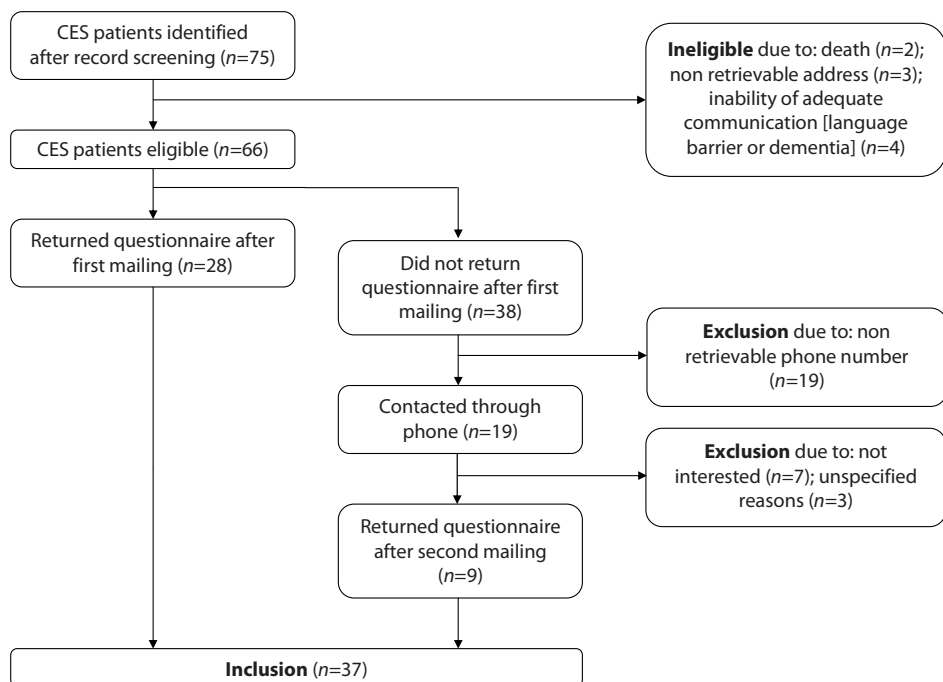 CES patients identified
after record screening (n=75)
Ineligible due to: death (n=2);
non retrievable address (n=3);
inability of adequate
communication [language
barrier or dementia] (n=4)
CES patients eligible (n=66)
Returned questionnaire after
first mailing (n=28)
Did not return
questionnaire after first
mailing (n=38)
Exclusion due to: non
retrievable phone number
(n=19)
Contacted through
phone (n=19)
Exclusion due to: not
interested (n=7); unspecified
reasons (n=3)
Returned questionnaire
after second mailing
(n=9)
Inclusion (n=37)